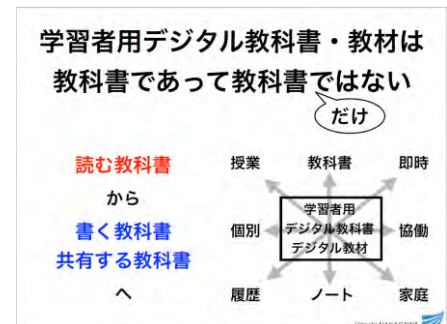 学習者用デジタル教科書・教材は
教科書であって教科書ではない
だけ
読む教科書
から
書く教科書
共有する教科書
へ
授業 教科書 即時
個別 学習者用 協働
デジタル教科書
デジタル教材
履歴 ノート 家庭